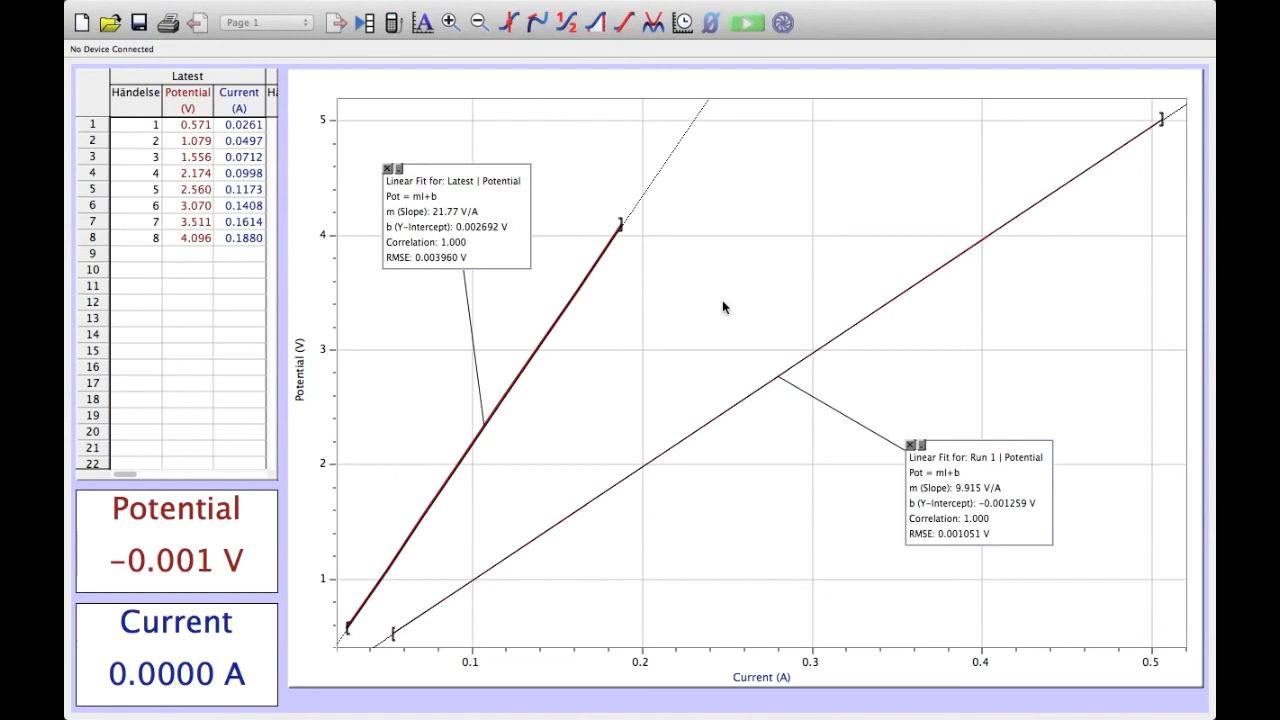 Page 1
No Device Connected
Latest
Händelse Potential Current
(V) (A)
1 1 0.571 0.0261
2 2 1.079 0.0497
3 3 1.556 0.0712
4 4 2.174 0.0998
5 5 2.560 0.1173
6 6 3.070 0.1408
7 7 3.511 0.1614
8 8 4.096 0.1880
9
10
11
12
13
14
15
16
17
18
19
20
21
22
Potential
-0.001 V
Current
0.0000 A
Potential (V)
5
4
3
2
1
0.1 0.2 0.3 0.4 0.5
Current (A)
Linear Fit for: Latest | Potential
Pot = mI+b
m (Slope): 21.77 V/A
b (Y-Intercept): 0.002692 V
Correlation: 1.000
RMSE: 0.003960 V
Linear Fit for: Run 1 | Potential
Pot = mI+b
m (Slope): 9.915 V/A
b (Y-Intercept): -0.001259 V
Correlation: 1.000
RMSE: 0.001051 V